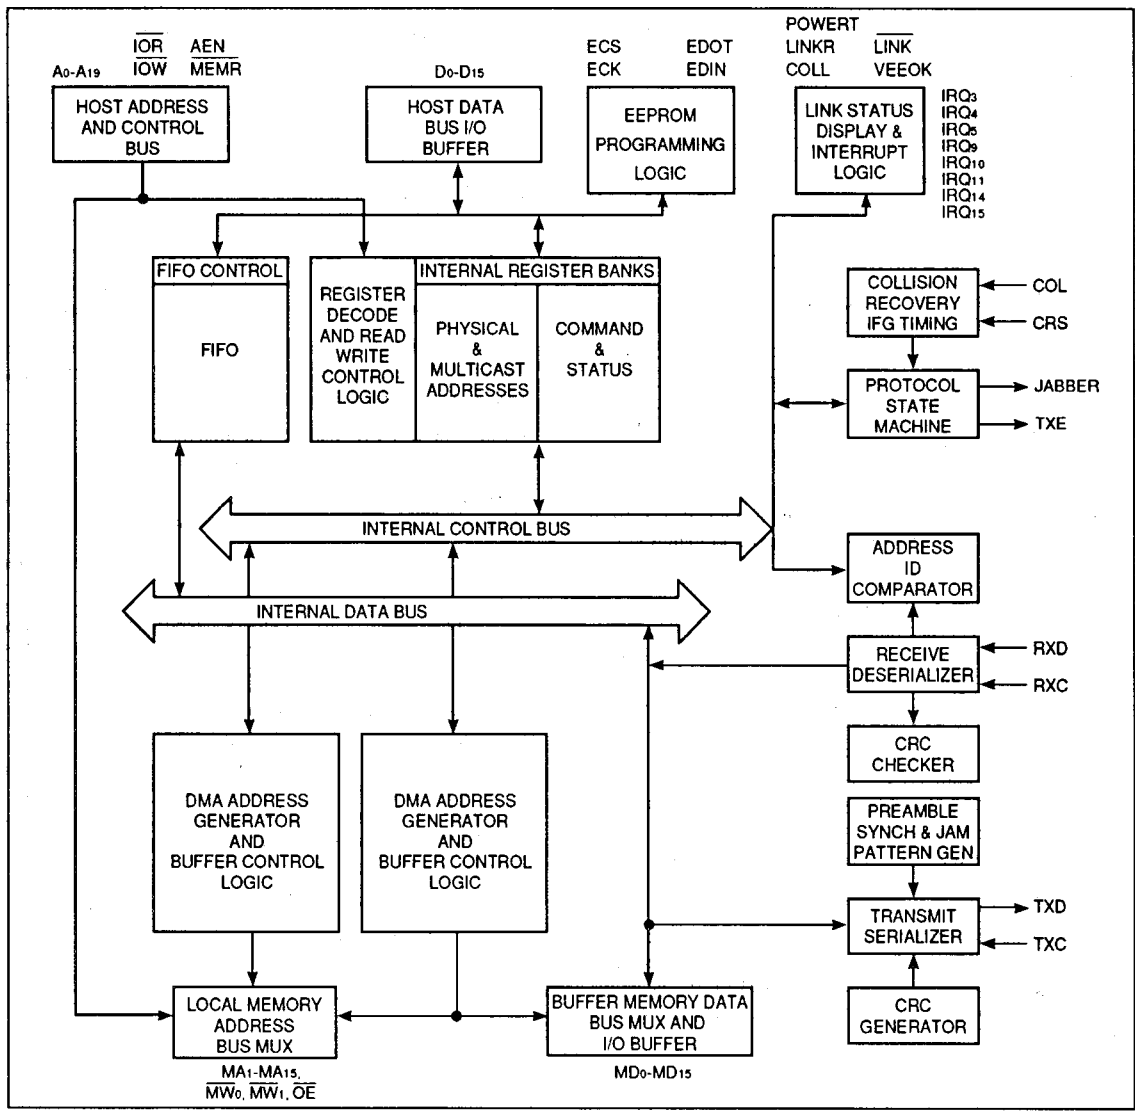 POWERT
IOR AEN ECS EDOT LINKR LINK
A0-A19 IOW MEMR D0-D15 ECK EDIN COLL VEEOK
HOST ADDRESS
AND CONTROL
BUS
HOST DATA
BUS I/O
BUFFER
EEPROM
PROGRAMMING
LOGIC
LINK STATUS
DISPLAY &
INTERRUPT
LOGIC
IRQ3
IRQ4
IRQ5
IRQ9
IRQ10
IRQ11
IRQ14
IRQ15
FIFO CONTROL
FIFO
REGISTER
DECODE
AND READ
WRITE
CONTROL
LOGIC
INTERNAL REGISTER BANKS
PHYSICAL
&
MULTICAST
ADDRESSES
COMMAND
&
STATUS
COLLISION
RECOVERY
IFG TIMING
COL
CRS
PROTOCOL
STATE
MACHINE
JABBER
TXE
INTERNAL CONTROL BUS
ADDRESS
ID
COMPARATOR
INTERNAL DATA BUS
RECEIVE
DESERIALIZER
RXD
RXC
CRC
CHECKER
DMA ADDRESS
GENERATOR
AND
BUFFER CONTROL
LOGIC
DMA ADDRESS
GENERATOR
AND
BUFFER CONTROL
LOGIC
PREAMBLE
SYNCH & JAM
PATTERN GEN
TRANSMIT
SERIALIZER
TXD
TXC
LOCAL MEMORY
ADDRESS
BUS MUX
BUFFER MEMORY DATA
BUS MUX AND
I/O BUFFER
CRC
GENERATOR
MA1-MA15,
MW0, MW1, OE
MD0-MD15